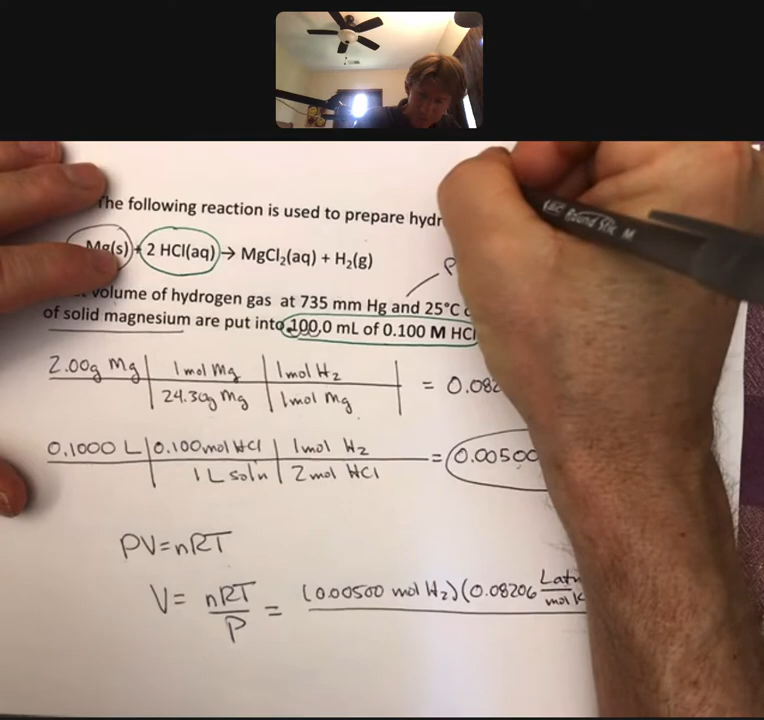 The following reaction is used to prepare hydr
Mg(s) + 2 HCl(aq) → MgCl₂(aq) + H₂(g)
P
volume of hydrogen gas at 735 mm Hg and 25°C
of solid magnesium are put into 100.0 mL of 0.100 M HCl
2.00g Mg | 1 mol Mg | 1 mol H₂
24.30g Mg | 1 mol Mg
= 0.082
0.1000 L | 0.100 mol HCl | 1 mol H₂
1 L soln | 2 mol HCl
= 0.00500
PV=nRT
V= nRT/P = (0.00500 mol H₂)(0.08206 Latm/mol K